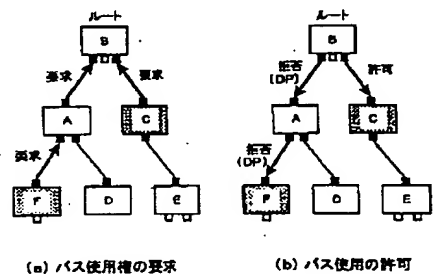 ルート
B
要求
要求
A
C
要求
F
D
E
(a) バス使用権の要求
ルート
B
拒否
[DP]
許可
A
C
拒否
(DP)
F
D
E
(b) バス使用の許可